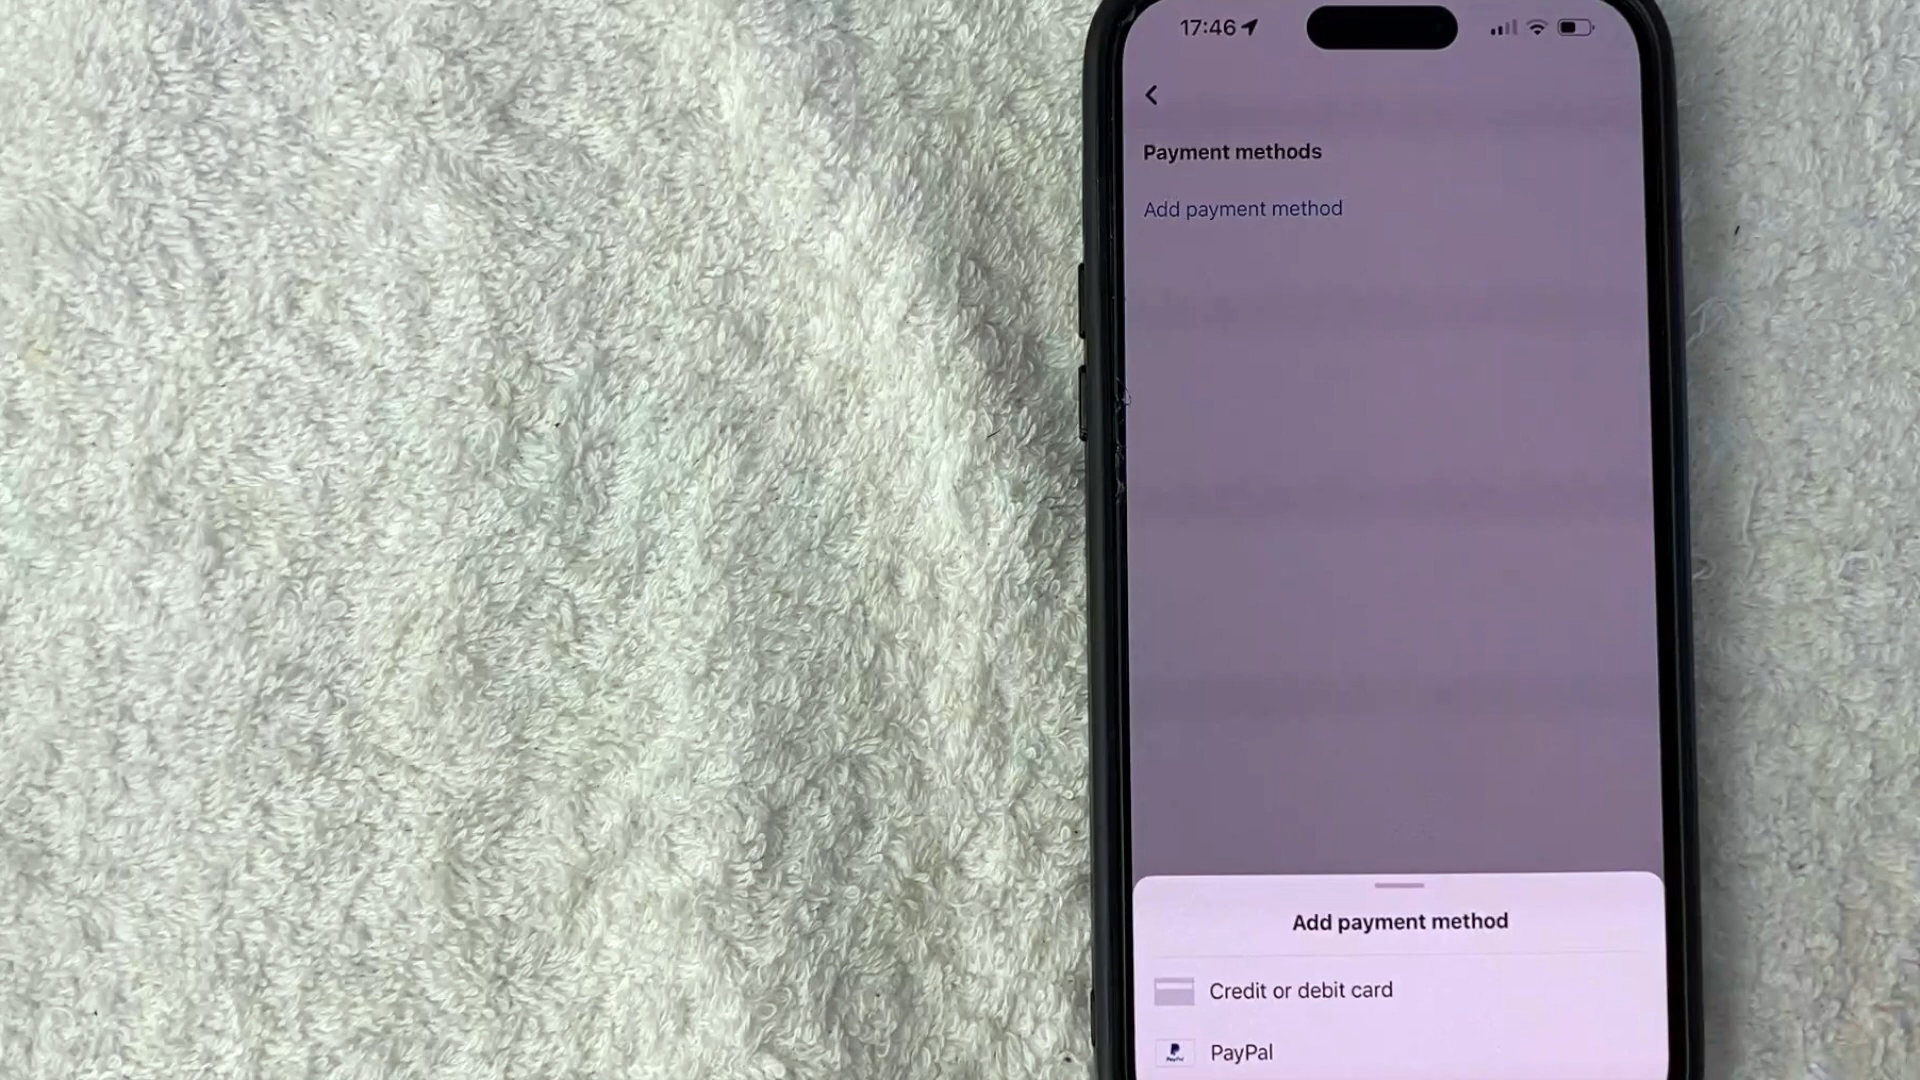 17:46
Payment methods
Add payment method
Add payment method
Credit or debit card
PayPal